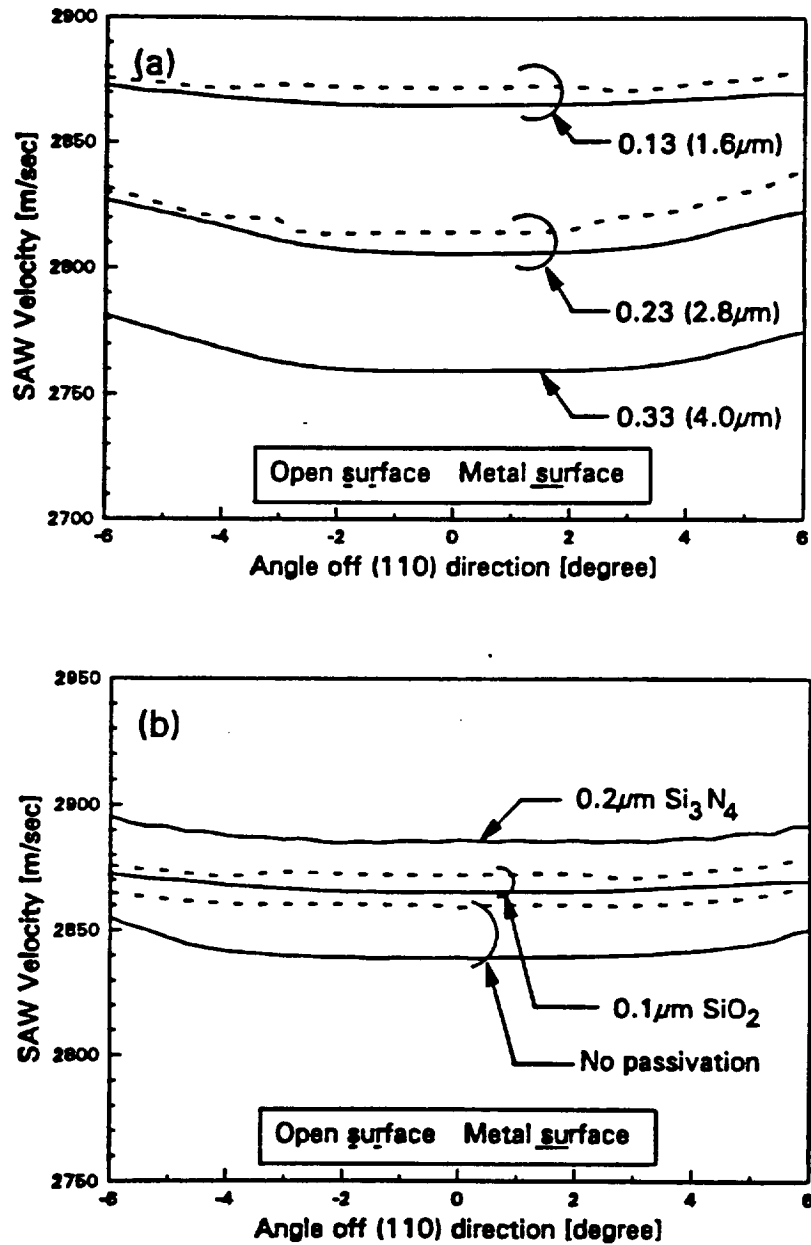 2900
(a)
2850
0.13 (1.6μm)
SAW Velocity [m/sec]
2800
0.23 (2.8μm)
2750
0.33 (4.0μm)
Open surface Metal surface
2700
-6 -4 -2 0 2 4 6
Angle off (110) direction [degree]
2950
(b)
0.2μm Si₃N₄
2900
SAW Velocity [m/sec]
2850
0.1μm SiO₂
2800
No passivation
Open surface Metal surface
2750
-6 -4 -2 0 2 4 6
Angle off (110) direction [degree]